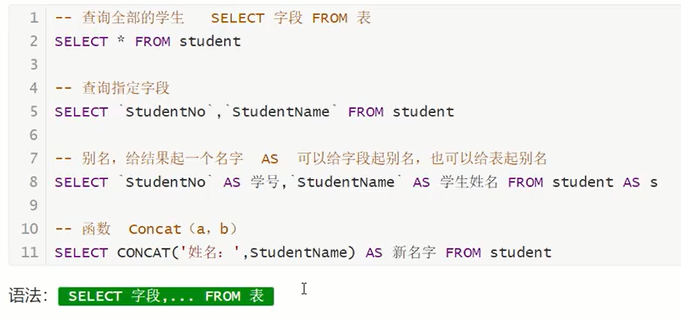 1 -- 查询全部的学生   SELECT 字段 FROM 表
2 SELECT * FROM student
3
4 -- 查询指定字段
5 SELECT `StudentNo`,`StudentName` FROM student
6
7 -- 别名，给结果起一个名字  AS  可以给字段起别名，也可以给表起别名
8 SELECT `StudentNo` AS 学号,`StudentName` AS 学生姓名 FROM student AS s
9
10 -- 函数  Concat（a，b）
11 SELECT CONCAT('姓名：',StudentName) AS 新名字 FROM student
语法： SELECT 字段,... FROM 表